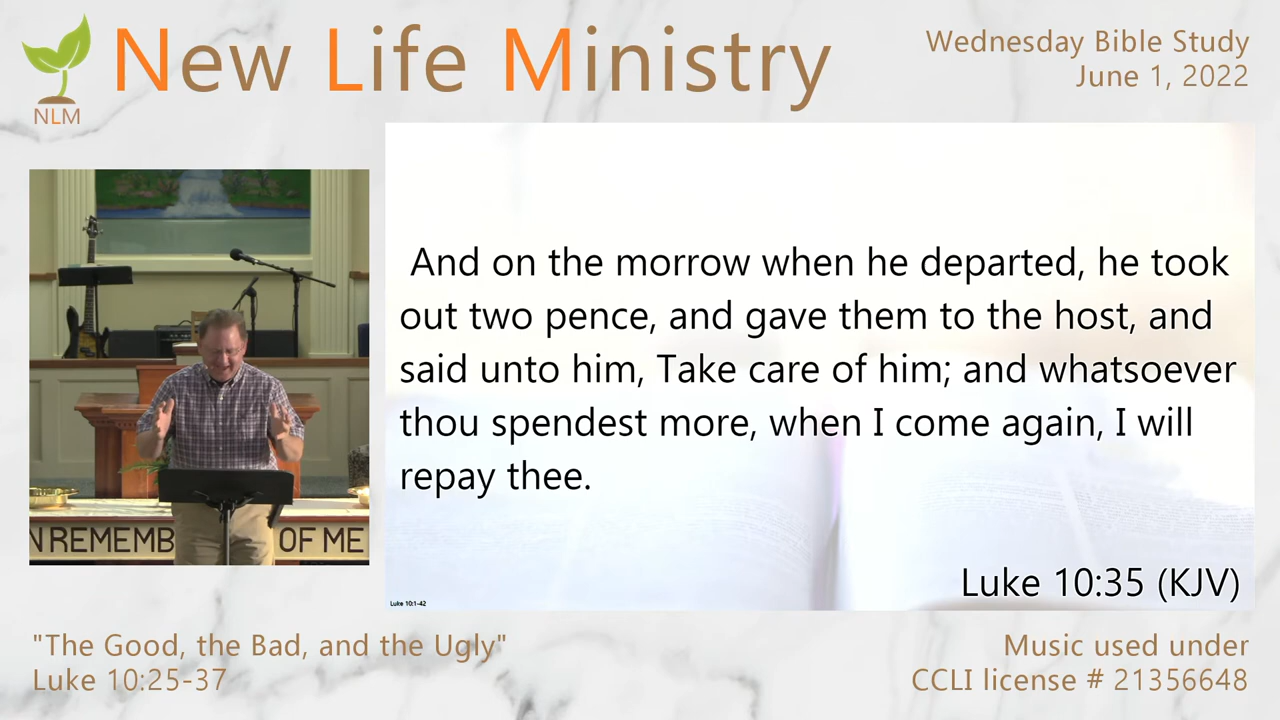 New Life Ministry
NLM
Wednesday Bible Study
June 1, 2022
And on the morrow when he departed, he took
out two pence, and gave them to the host, and
said unto him, Take care of him; and whatsoever
thou spendest more, when I come again, I will
repay thee.
Luke 10:35 (KJV)
Luke 10:1-42
N REMEMB OF ME
"The Good, the Bad, and the Ugly"
Luke 10:25-37
Music used under
CCLI license # 21356648